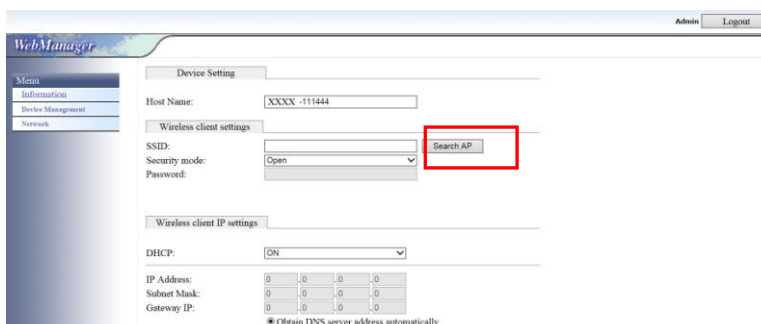 Admin Logout
WebManager
Device Setting
Menu
Information
Host Name: XXXX -111444
Device Management
Network
Wireless client settings
SSID: Search AP
Security mode: Open
Password:
Wireless client IP settings
DHCP: ON
IP Address: 0 .0 .0 .0
Subnet Mask: 0 .0 .0 .0
Gateway IP: 0 .0 .0 .0
Obtain DNS server address automatically